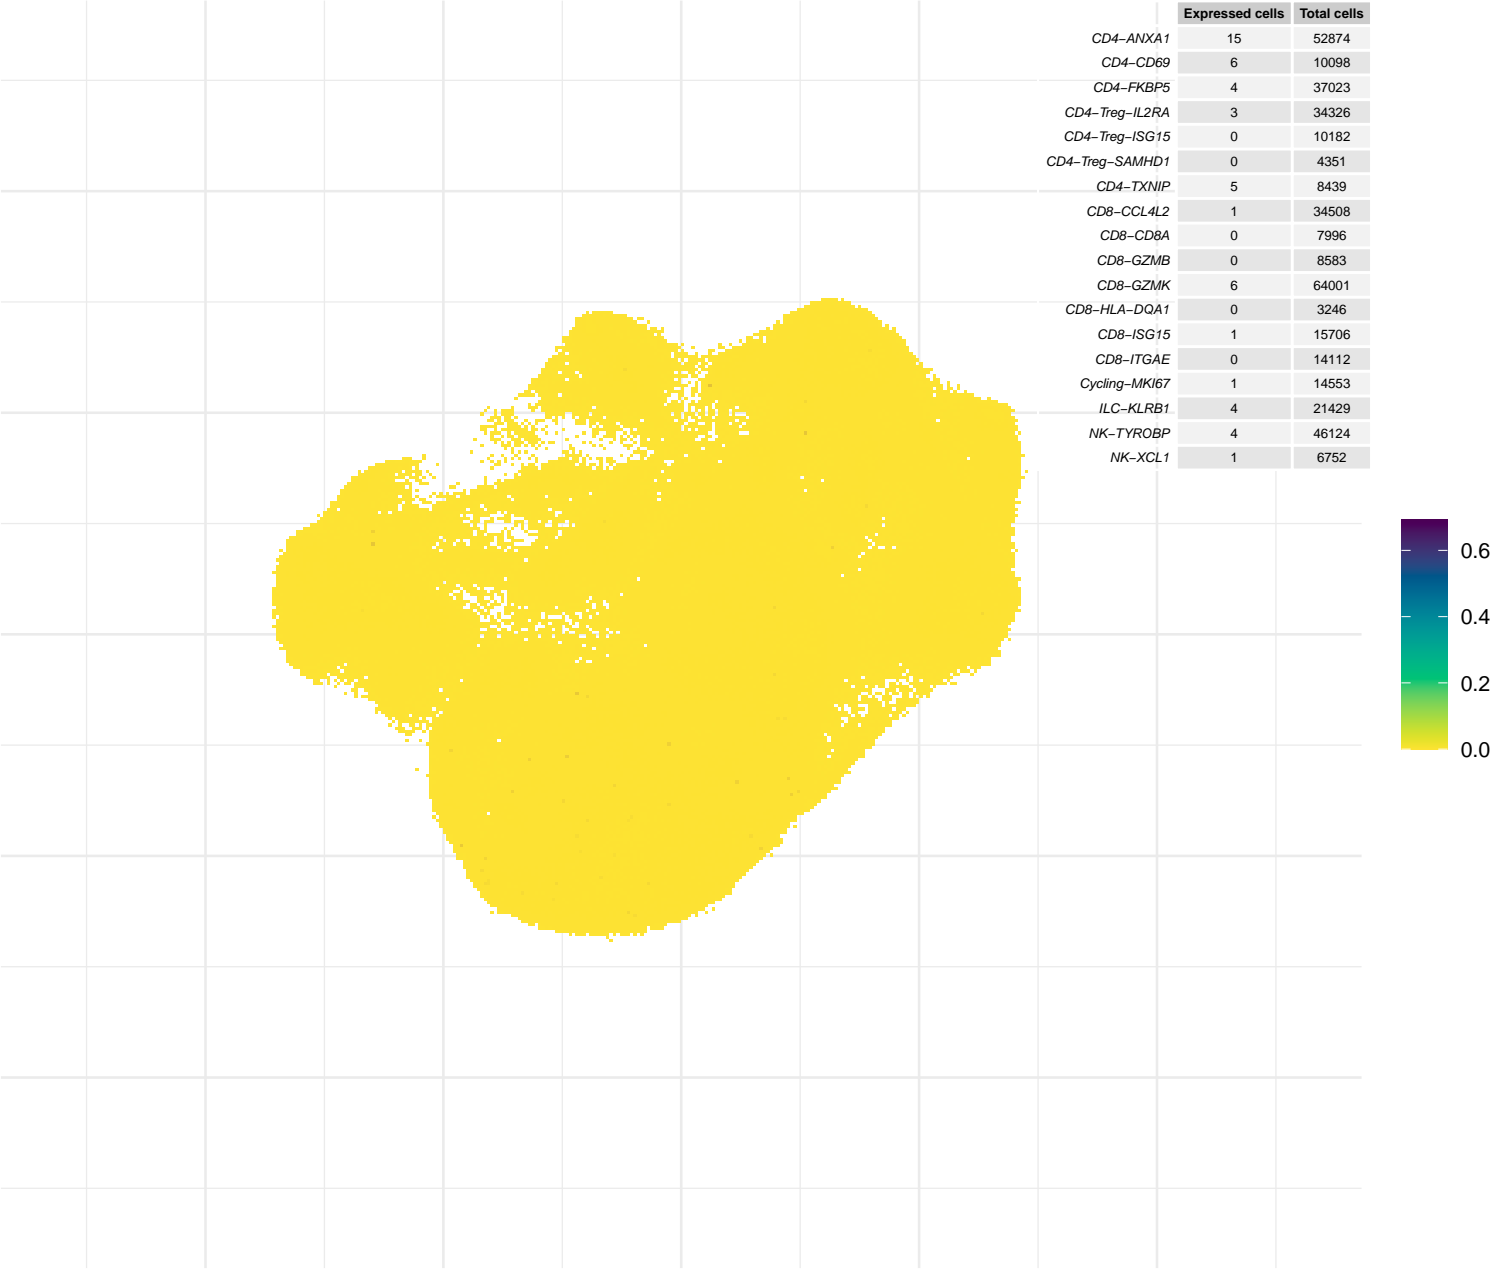 Expressed cells Total cells
CD4−ANXA1 15 52874
CD4−CD69 6 10098
CD4−FKBP5 4 37023
CD4−Treg−IL2RA 3 34326
CD4−Treg−ISG15 0 10182
CD4−Treg−SAMHD1 0 4351
CD4−TXNIP 5 8439
CD8−CCL4L2 1 34508
CD8−CD8A 0 7996
CD8−GZMB 0 8583
CD8−GZMK 6 64001
CD8−HLA−DQA1 0 3246
CD8−ISG15 1 15706
CD8−ITGAE 0 14112
Cycling−MKI67 1 14553
ILC−KLRB1 4 21429
NK−TYROBP 4 46124
NK−XCL1 1 6752
0.6
0.4
0.2
0.0